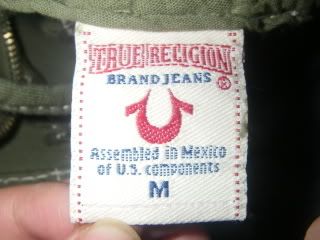 TRUE RELIGION
BRAND JEANS ®
Assembled in Mexico
of U.S. components
M